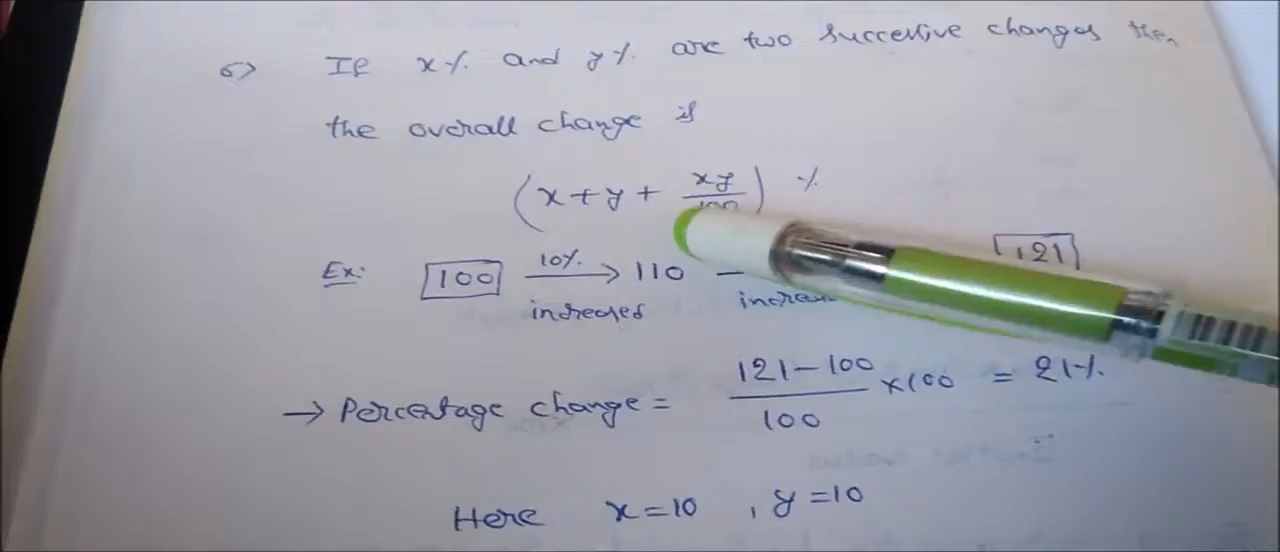 6> If x% and y% are two successive changes then
the overall change is
(x+y+ xy/100) %
Ex: 100 10% increased → 110 — 121
→ Percentage change = 121-100/100 ×100 = 21%
Here x=10 , y=10